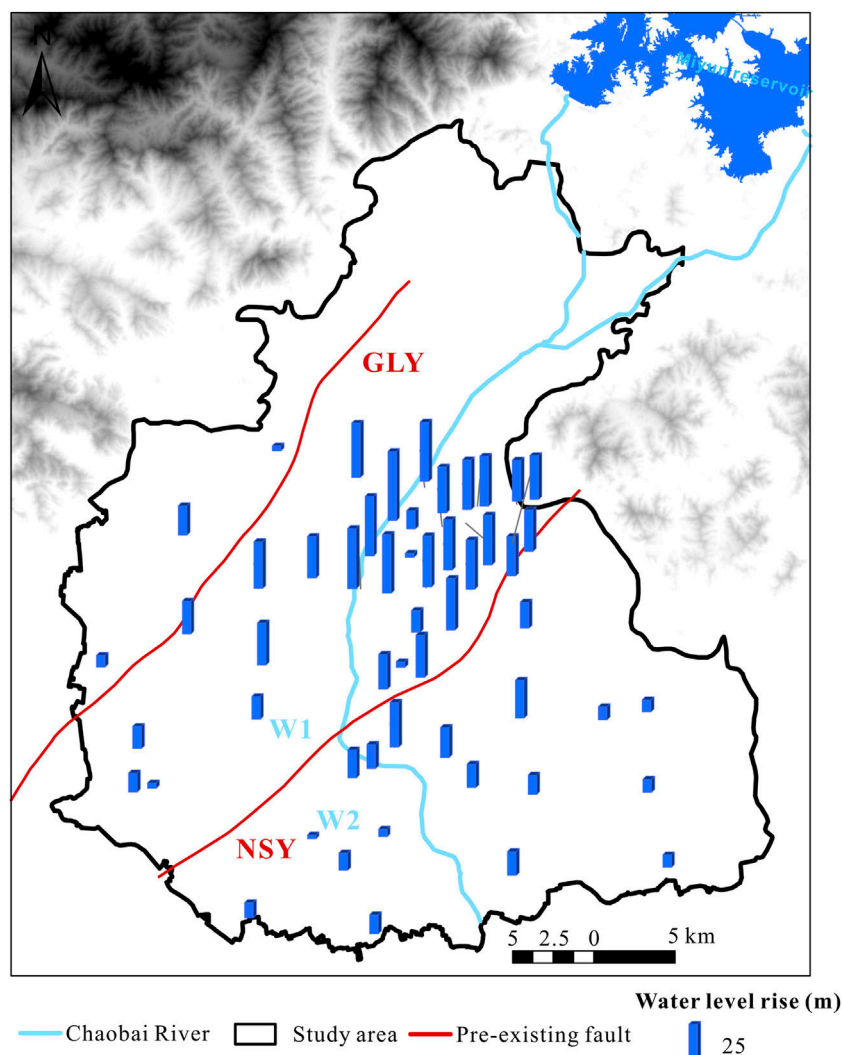 N
Miyun reservoir
GLY
W1
W2
NSY
5 2.5 0 5 km
Water level rise (m)
Chaobai River Study area Pre-existing fault
25